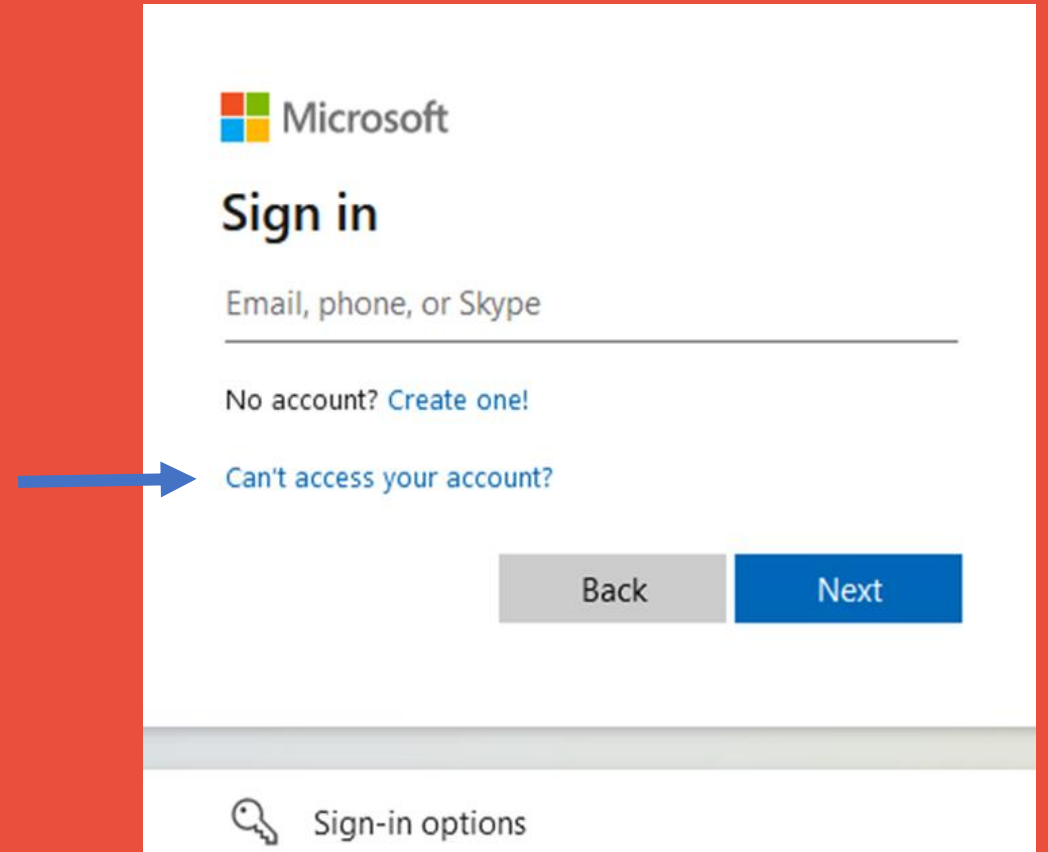 Microsoft
Sign in
Email, phone, or Skype
No account? Create one!
Can't access your account?
Back Next
Sign-in options